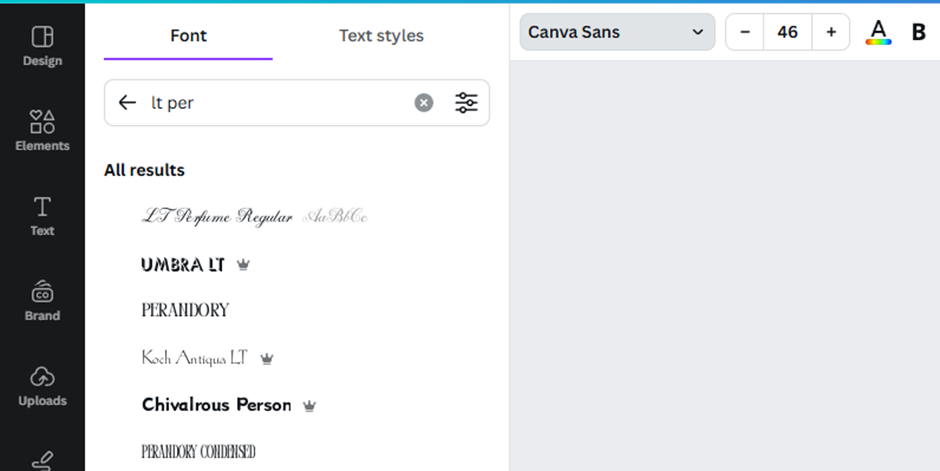 Design
Elements
Text
Brand
CO
Uploads
Font
Text styles
lt per
All results
LT Perfume Regular AaBbCc
UMBRA LT
PERANDORY
Koch Antiqua LT
Chivalrous Person
PERANDORY CONDENSED
Canva Sans
− 46 +
A B